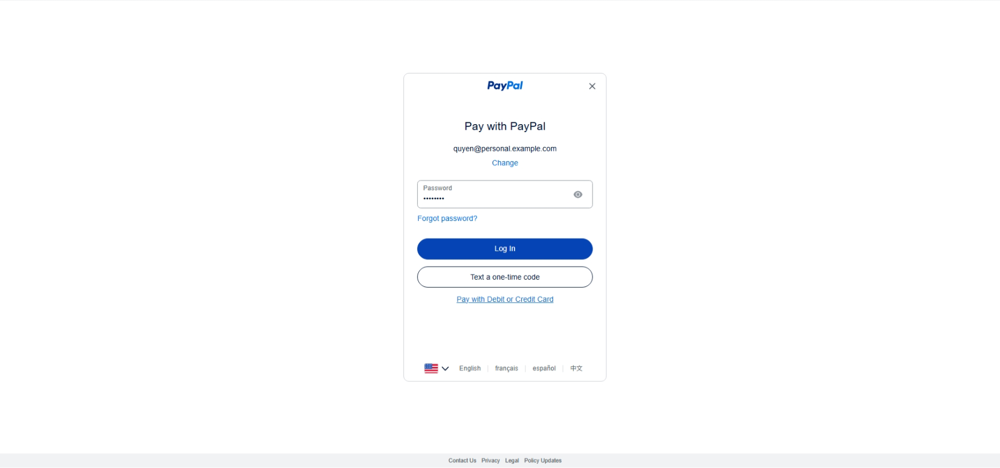 PayPal
Pay with PayPal
quyen@personal.example.com
Change
Password
••••••••
Forgot password?
Log In
Text a one-time code
Pay with Debit or Credit Card
English français español 中文
Contact Us Privacy Legal Policy Updates